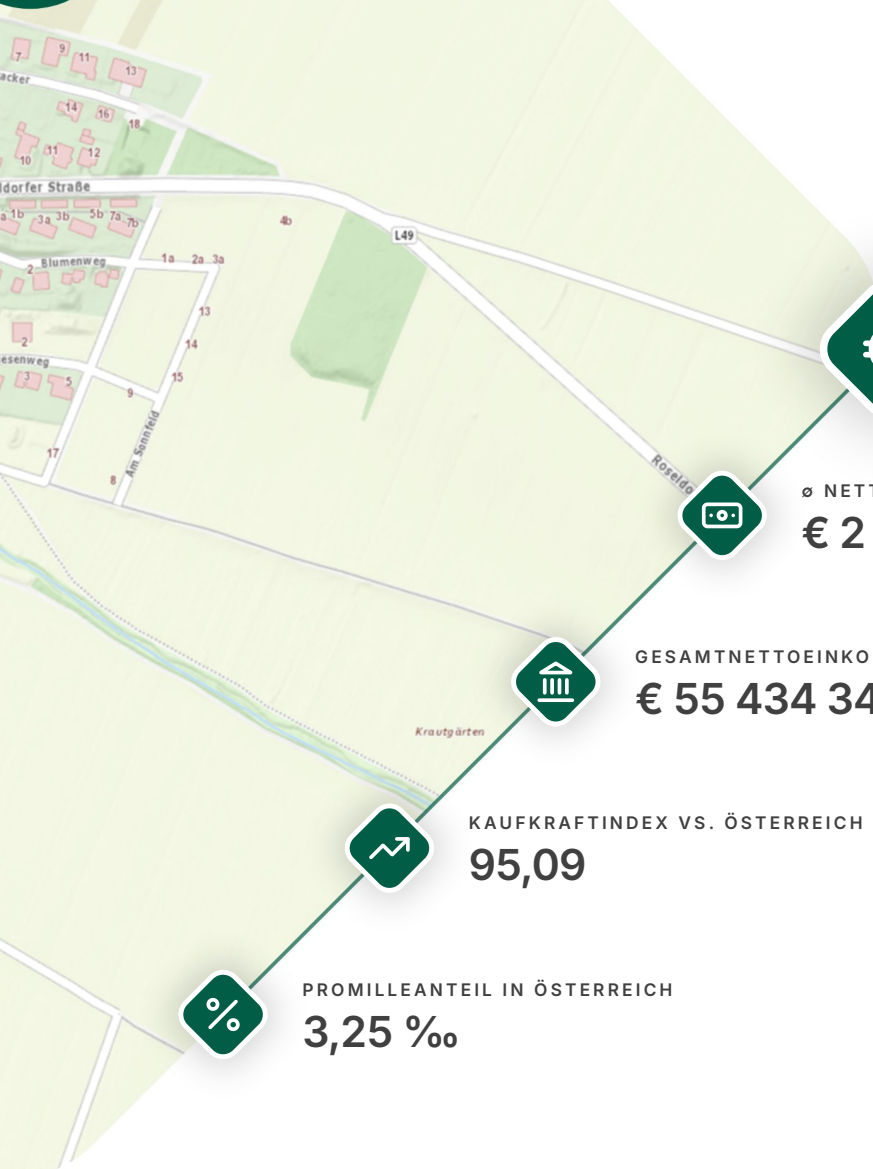 7
9
11
13
acker
14
16
18
10
11
12
ldorfer Straße
a 1b 3a 3b 5b 7a 7b
4b
L49
2 Blumenweg
1a 2a 3a
13
2
14
esenweg
3 5
15
9
Am Sonnfeld
17
8
Roseldo
ø NETT
€ 2
GESAMTNETTOEINKO
€ 55 434 34
Krautgärten
KAUFKRAFTINDEX VS. ÖSTERREICH
95,09
PROMILLEANTEIL IN ÖSTERREICH
3,25 ‰